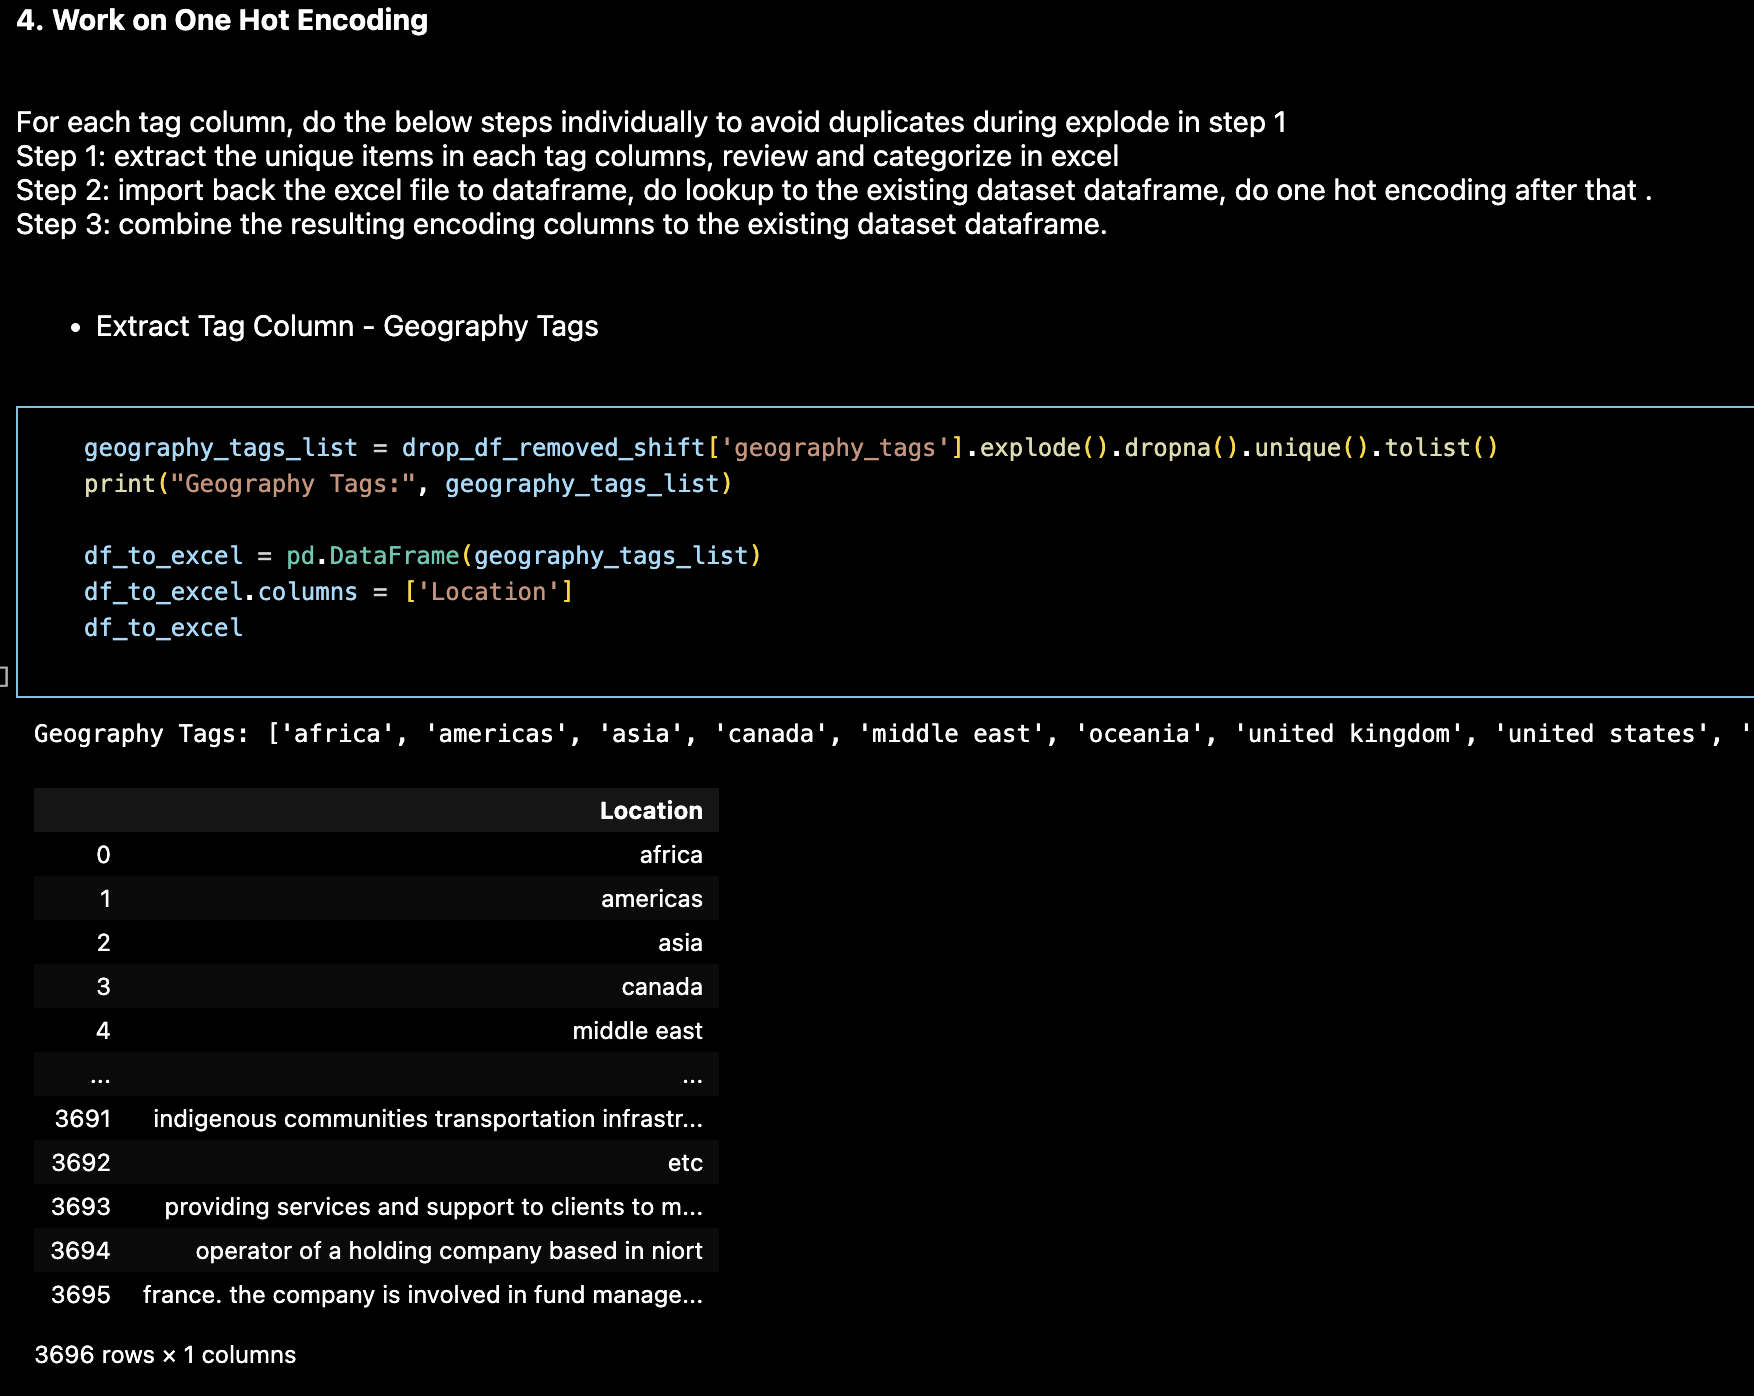 4. Work on One Hot Encoding
For each tag column, do the below steps individually to avoid duplicates during explode in step 1
Step 1: extract the unique items in each tag columns, review and categorize in excel
Step 2: import back the excel file to dataframe, do lookup to the existing dataset dataframe, do one hot encoding after that .
Step 3: combine the resulting encoding columns to the existing dataset dataframe.
• Extract Tag Column - Geography Tags
geography_tags_list = drop_df_removed_shift['geography_tags'].explode().dropna().unique().tolist()
print("Geography Tags:", geography_tags_list)
df_to_excel = pd.DataFrame(geography_tags_list)
df_to_excel.columns = ['Location']
df_to_excel
]
Geography Tags: ['africa', 'americas', 'asia', 'canada', 'middle east', 'oceania', 'united kingdom', 'united states', '
Location
0 africa
1 americas
2 asia
3 canada
4 middle east
... ...
3691 indigenous communities transportation infrastr...
3692 etc
3693 providing services and support to clients to m...
3694 operator of a holding company based in niort
3695 france. the company is involved in fund manage...
3696 rows × 1 columns